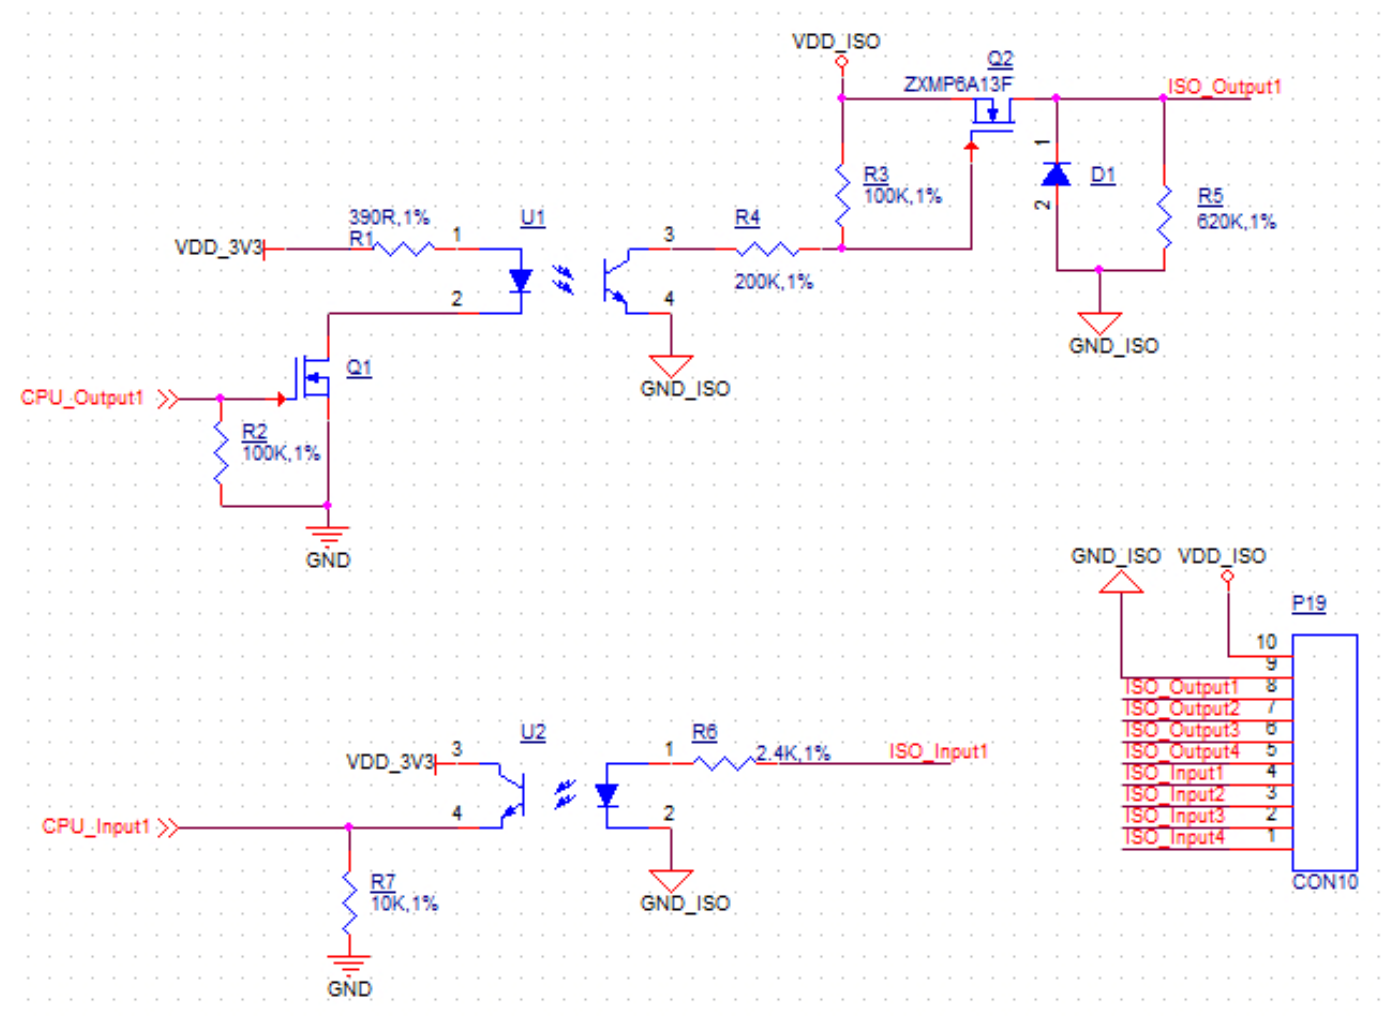 VDD_ISO
Q2
ZXMP6A13F
ISO_Output1
1
D1
2
R3
100K,1%
R5
620K,1%
390R,1%
R1
VDD_3V3
1
U1
3
R4
200K,1%
2
4
GND_ISO
GND_ISO
Q1
CPU_Output1
R2
100K,1%
GND
GND_ISO
VDD_ISO
P19
10
9
ISO_Output1 8
ISO_Output2 7
ISO_Output3 6
ISO_Output4 5
ISO_Input1 4
ISO_Input2 3
ISO_Input3 2
ISO_Input4 1
CON10
U2
VDD_3V3
3
1
R6
2.4K,1%
ISO_Input1
CPU_Input1
4
2
R7
10K,1%
GND_ISO
GND